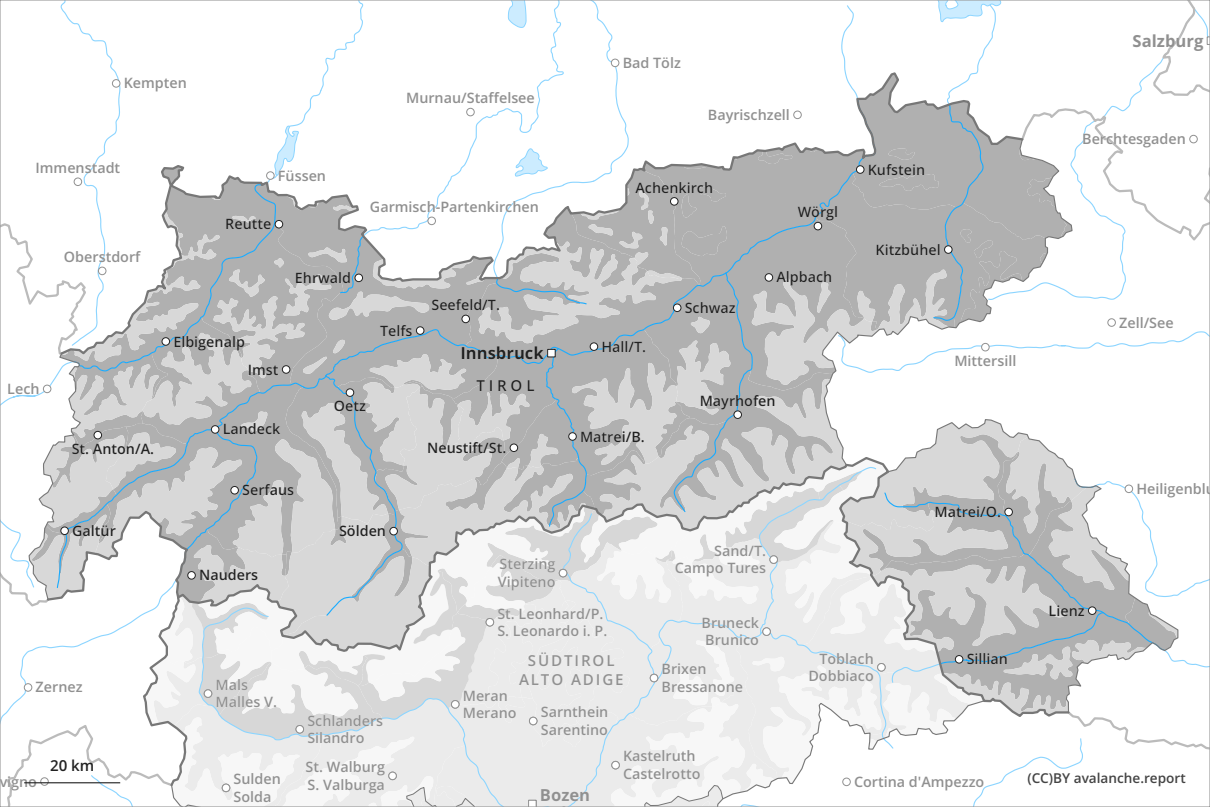 Salzburg
Bad Tölz
Kempten
Murnau/Staffelsee
Bayrischzell
Berchtesgaden
Immenstadt
Füssen
Kufstein
Achenkirch
Garmisch-Partenkirchen
Wörgl
Reutte
Kitzbühel
Oberstdorf
Ehrwald
Alpbach
Seefeld/T.
Schwaz
Zell/See
Telfs
Elbigenalp
Innsbruck
Hall/T.
Mittersill
Imst
TIROL
Lech
Oetz
Mayrhofen
Landeck
Matrei/B.
St. Anton/A.
Neustift/St.
Serfaus
Heiligenblu
Matrei/O.
Galtür
Sölden
Sand/T.
Campo Tures
Sterzing
Vipiteno
Nauders
Lienz
St. Leonhard/P.
S. Leonardo i. P.
Bruneck
Brunico
SÜDTIROL
ALTO ADIGE
Sillian
Toblach
Dobbiaco
Brixen
Bressanone
Zernez
Mals
Malles V.
Meran
Merano
Sarnthein
Sarentino
Schlanders
Silandro
Kastelruth
Castelrotto
20 km
St. Walburg
S. Valburga
Sulden
Solda
vigno
Cortina d'Ampezzo
(CC)BY avalanche.report
Bozen